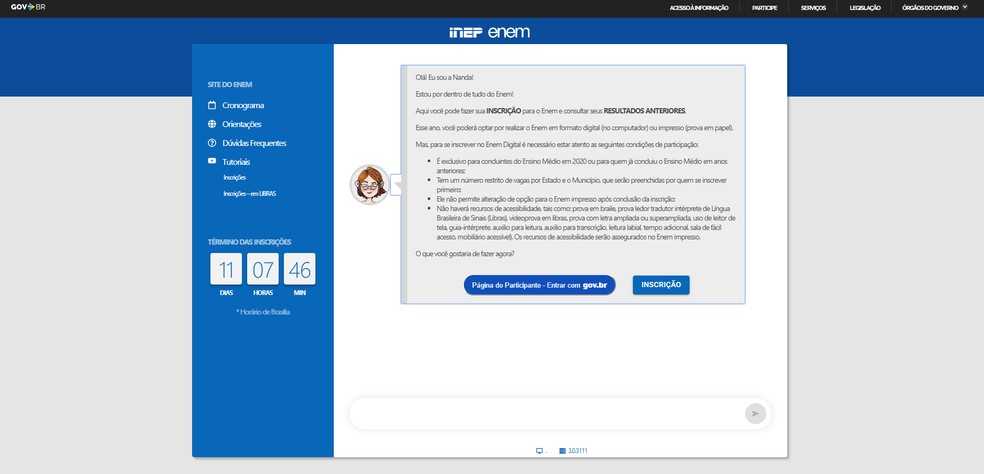 GOV BR
ACESSO À INFORMAÇÃO PARTICIPE SERVIÇOS LEGISLAÇÃO ÓRGÃOS DO GOVERNO
INEP enem
SITE DO ENEM
Cronograma
Orientações
Dúvidas Frequentes
Tutoriais
Inscrições
Inscrições – em LIBRAS
TÉRMINO DAS INSCRIÇÕES
11 07 46
DIAS HORAS MIN
* Horário de Brasília
Olá! Eu sou a Nanda!
Estou por dentro de tudo do Enem!
Aqui você pode fazer sua INSCRIÇÃO para o Enem e consultar seus RESULTADOS ANTERIORES.
Esse ano, você poderá optar por realizar o Enem em formato digital (no computador) ou impresso (prova em papel).
Mas, para se inscrever no Enem Digital é necessário estar atento as seguintes condições de participação:
• É exclusivo para concluintes do Ensino Médio em 2020 ou para quem já concluiu o Ensino Médio em anos
anteriores;
• Tem um número restrito de vagas por Estado e o Município, que serão preenchidas por quem se inscrever
primeiro;
• Ele não permite alteração de opção para o Enem impresso após conclusão da inscrição;
• Não haverá recursos de acessibilidade, tais como: prova em braile, prova ledor tradutor intérprete de Língua
Brasileira de Sinais (Libras), videoprova em libras, prova com letra ampliada ou superampliada, uso de leitor de
tela, guia-intérprete, auxílio para leitura, auxílio para transcrição, leitura labial, tempo adicional, sala de fácil
acesso, mobiliário acessível). Os recursos de acessibilidade serão assegurados no Enem impresso.
O que você gostaria de fazer agora?
Página do Participante - Entrar com gov.br
INSCRIÇÃO
3.0.3.1.1.1